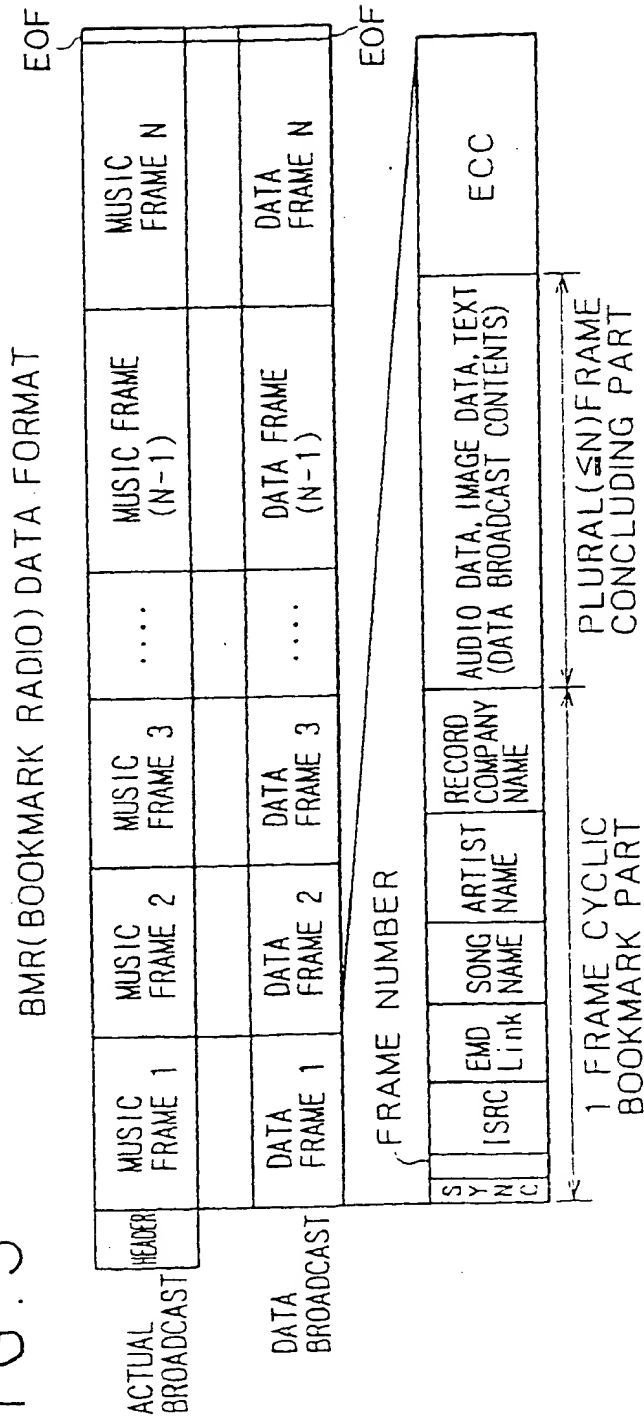 BMR(BOOKMARK RADIO) DATA FORMAT
ACTUAL
BROADCAST
HEADER
MUSIC
FRAME 1
MUSIC
FRAME 2
MUSIC
FRAME 3
....
MUSIC FRAME
(N-1)
MUSIC
FRAME N
EOF
DATA
BROADCAST
DATA
FRAME 1
DATA
FRAME 2
DATA
FRAME 3
....
DATA FRAME
(N-1)
DATA
FRAME N
EOF
FRAME NUMBER
SYNC
ISRC
EMD
Link
SONG
NAME
ARTIST
NAME
RECORD
COMPANY
NAME
AUDIO DATA, IMAGE DATA, TEXT
(DATA BROADCAST CONTENTS)
ECC
1 FRAME CYCLIC
BOOKMARK PART
PLURAL(≦N)FRAME
CONCLUDING PART